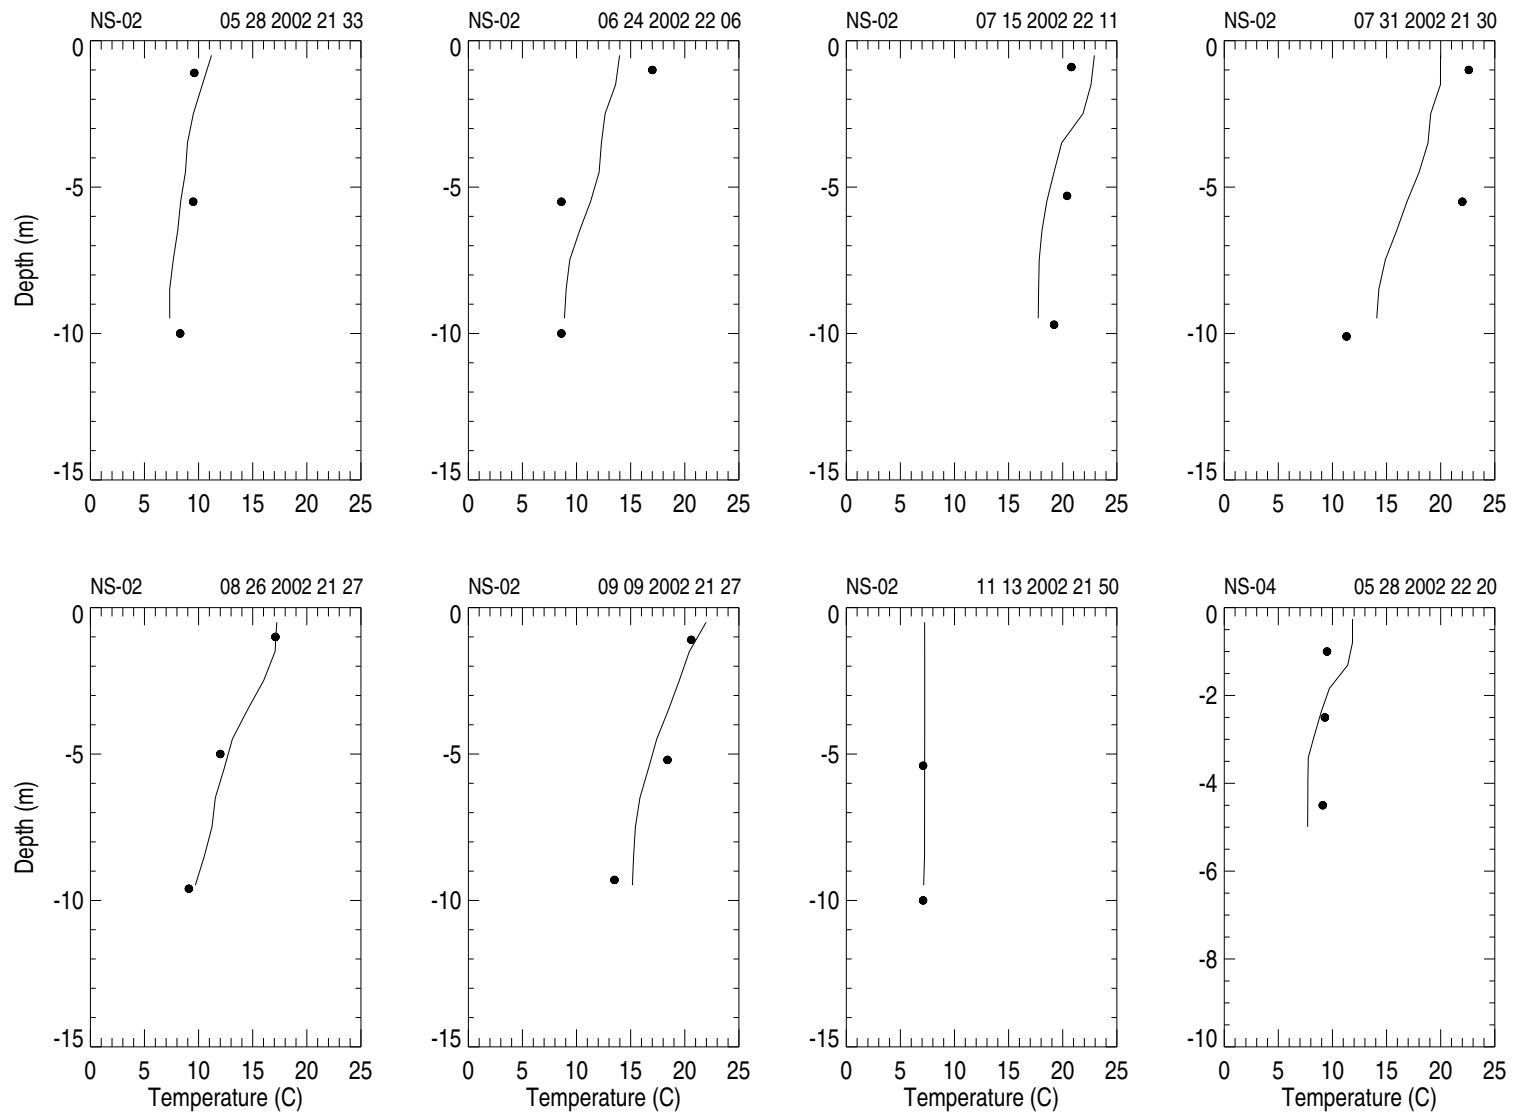 NS-02 05 28 2002 21 33 NS-02 06 24 2002 22 06 NS-02 07 15 2002 22 11 NS-02 07 31 2002 21 30
0 0 0 0
-5 -5 -5 -5
Depth (m)
-10 -10 -10 -10
-15 -15 -15 -15
0 5 10 15 20 25 0 5 10 15 20 25 0 5 10 15 20 25 0 5 10 15 20 25
NS-02 08 26 2002 21 27 NS-02 09 09 2002 21 27 NS-02 11 13 2002 21 50 NS-04 05 28 2002 22 20
0 0 0 0
-2
-5 -5 -5
-4
Depth (m)
-6
-10 -10 -10
-8
-15 -15 -15 -10
0 5 10 15 20 25 0 5 10 15 20 25 0 5 10 15 20 25 0 5 10 15 20 25
Temperature (C) Temperature (C) Temperature (C) Temperature (C)